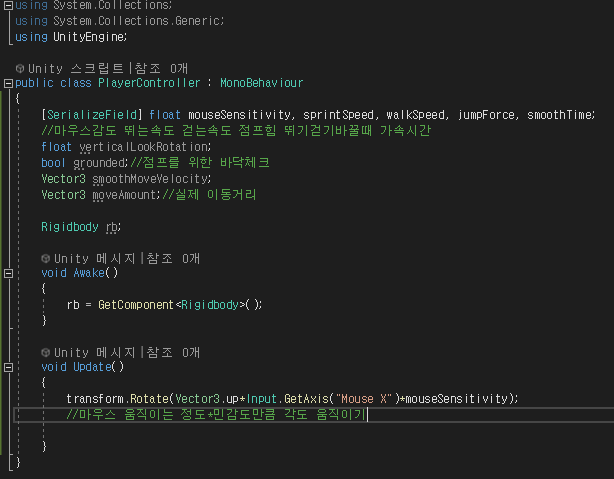 using System.Collections;
using System.Collections.Generic;
using UnityEngine;
Unity 스크립트|참조 0개
public class PlayerController : MonoBehaviour
{
[SerializeField] float mouseSensitivity, sprintSpeed, walkSpeed, jumpForce, smoothTime;
//마우스감도 뛰는속도 걷는속도 점프힘 뛰기걷기바꿀때 가속시간
float verticalLookRotation;
bool grounded;//점프를 위한 바닥체크
Vector3 smoothMoveVelocity;
Vector3 moveAmount;//실제 이동거리
Rigidbody rb;
Unity 메시지|참조 0개
void Awake()
{
rb = GetComponent<Rigidbody>();
}
Unity 메시지|참조 0개
void Update()
{
transform.Rotate(Vector3.up*Input.GetAxis("Mouse X")*mouseSensitivity);
//마우스 움직이는 정도*민감도만큼 각도 움직이기
}
}